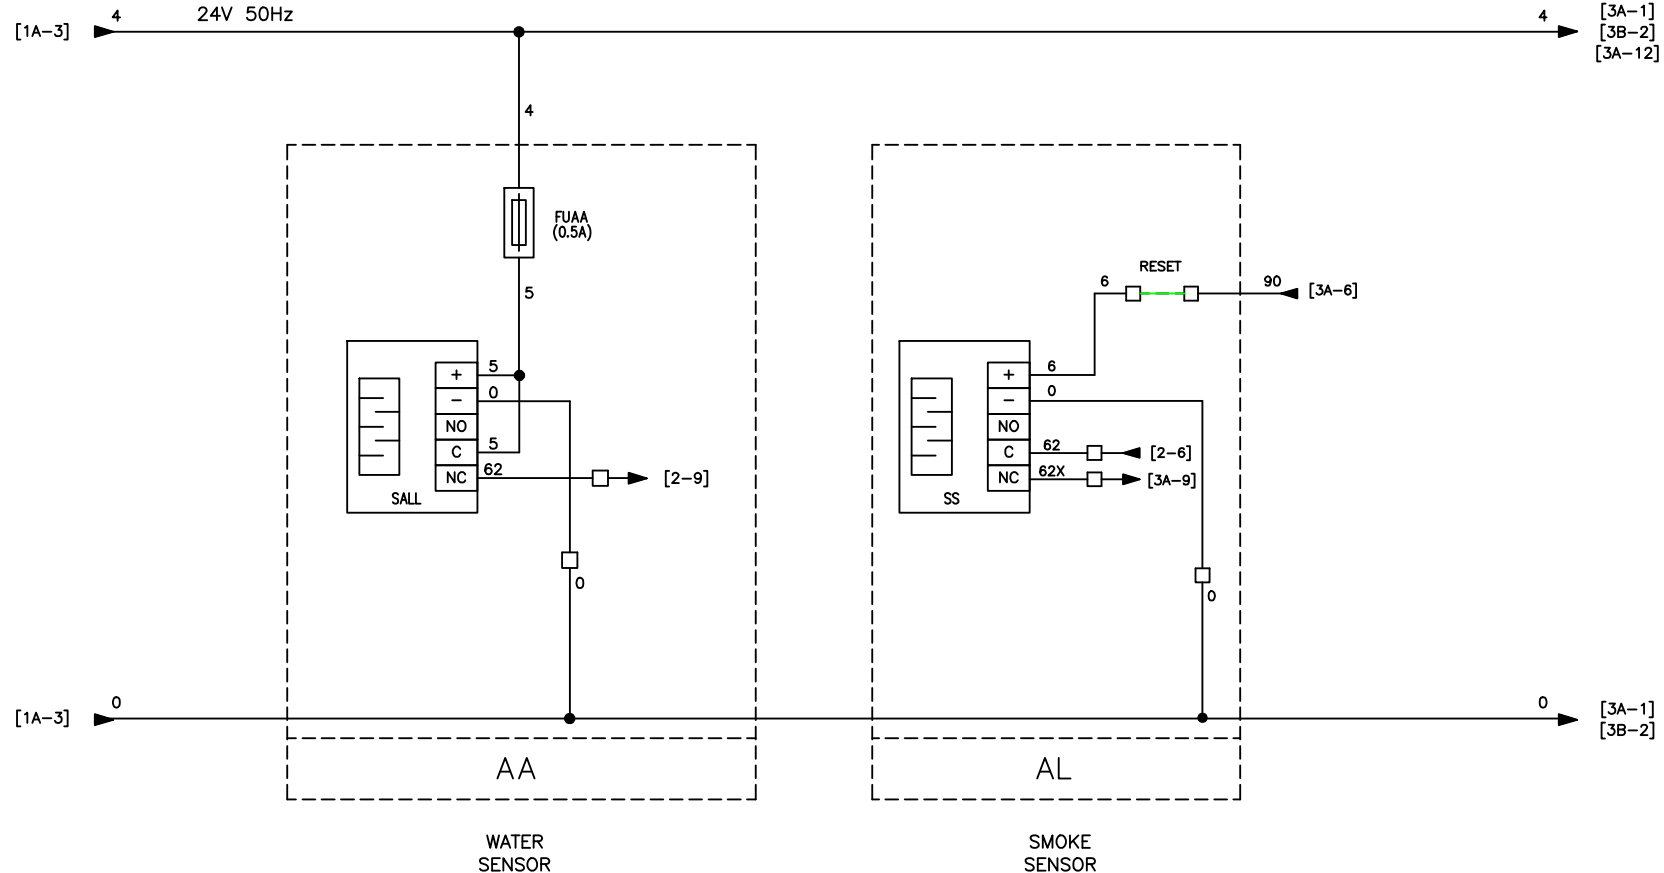 4 24V 50Hz 4 [3A-1]
[1A-3] [3B-2]
[3A-12]
4
FUAA
(0.5A)
RESET
6 90 [3A-6]
5
+ 5
- 0
NO
C 5
NC 62 [2-9]
SALL
+ 6
- 0
NO
C 62 [2-6]
NC 62X [3A-9]
SS
0
0
0 0 [3A-1]
[1A-3] [3B-2]
AA AL
WATER
SENSOR
SMOKE
SENSOR